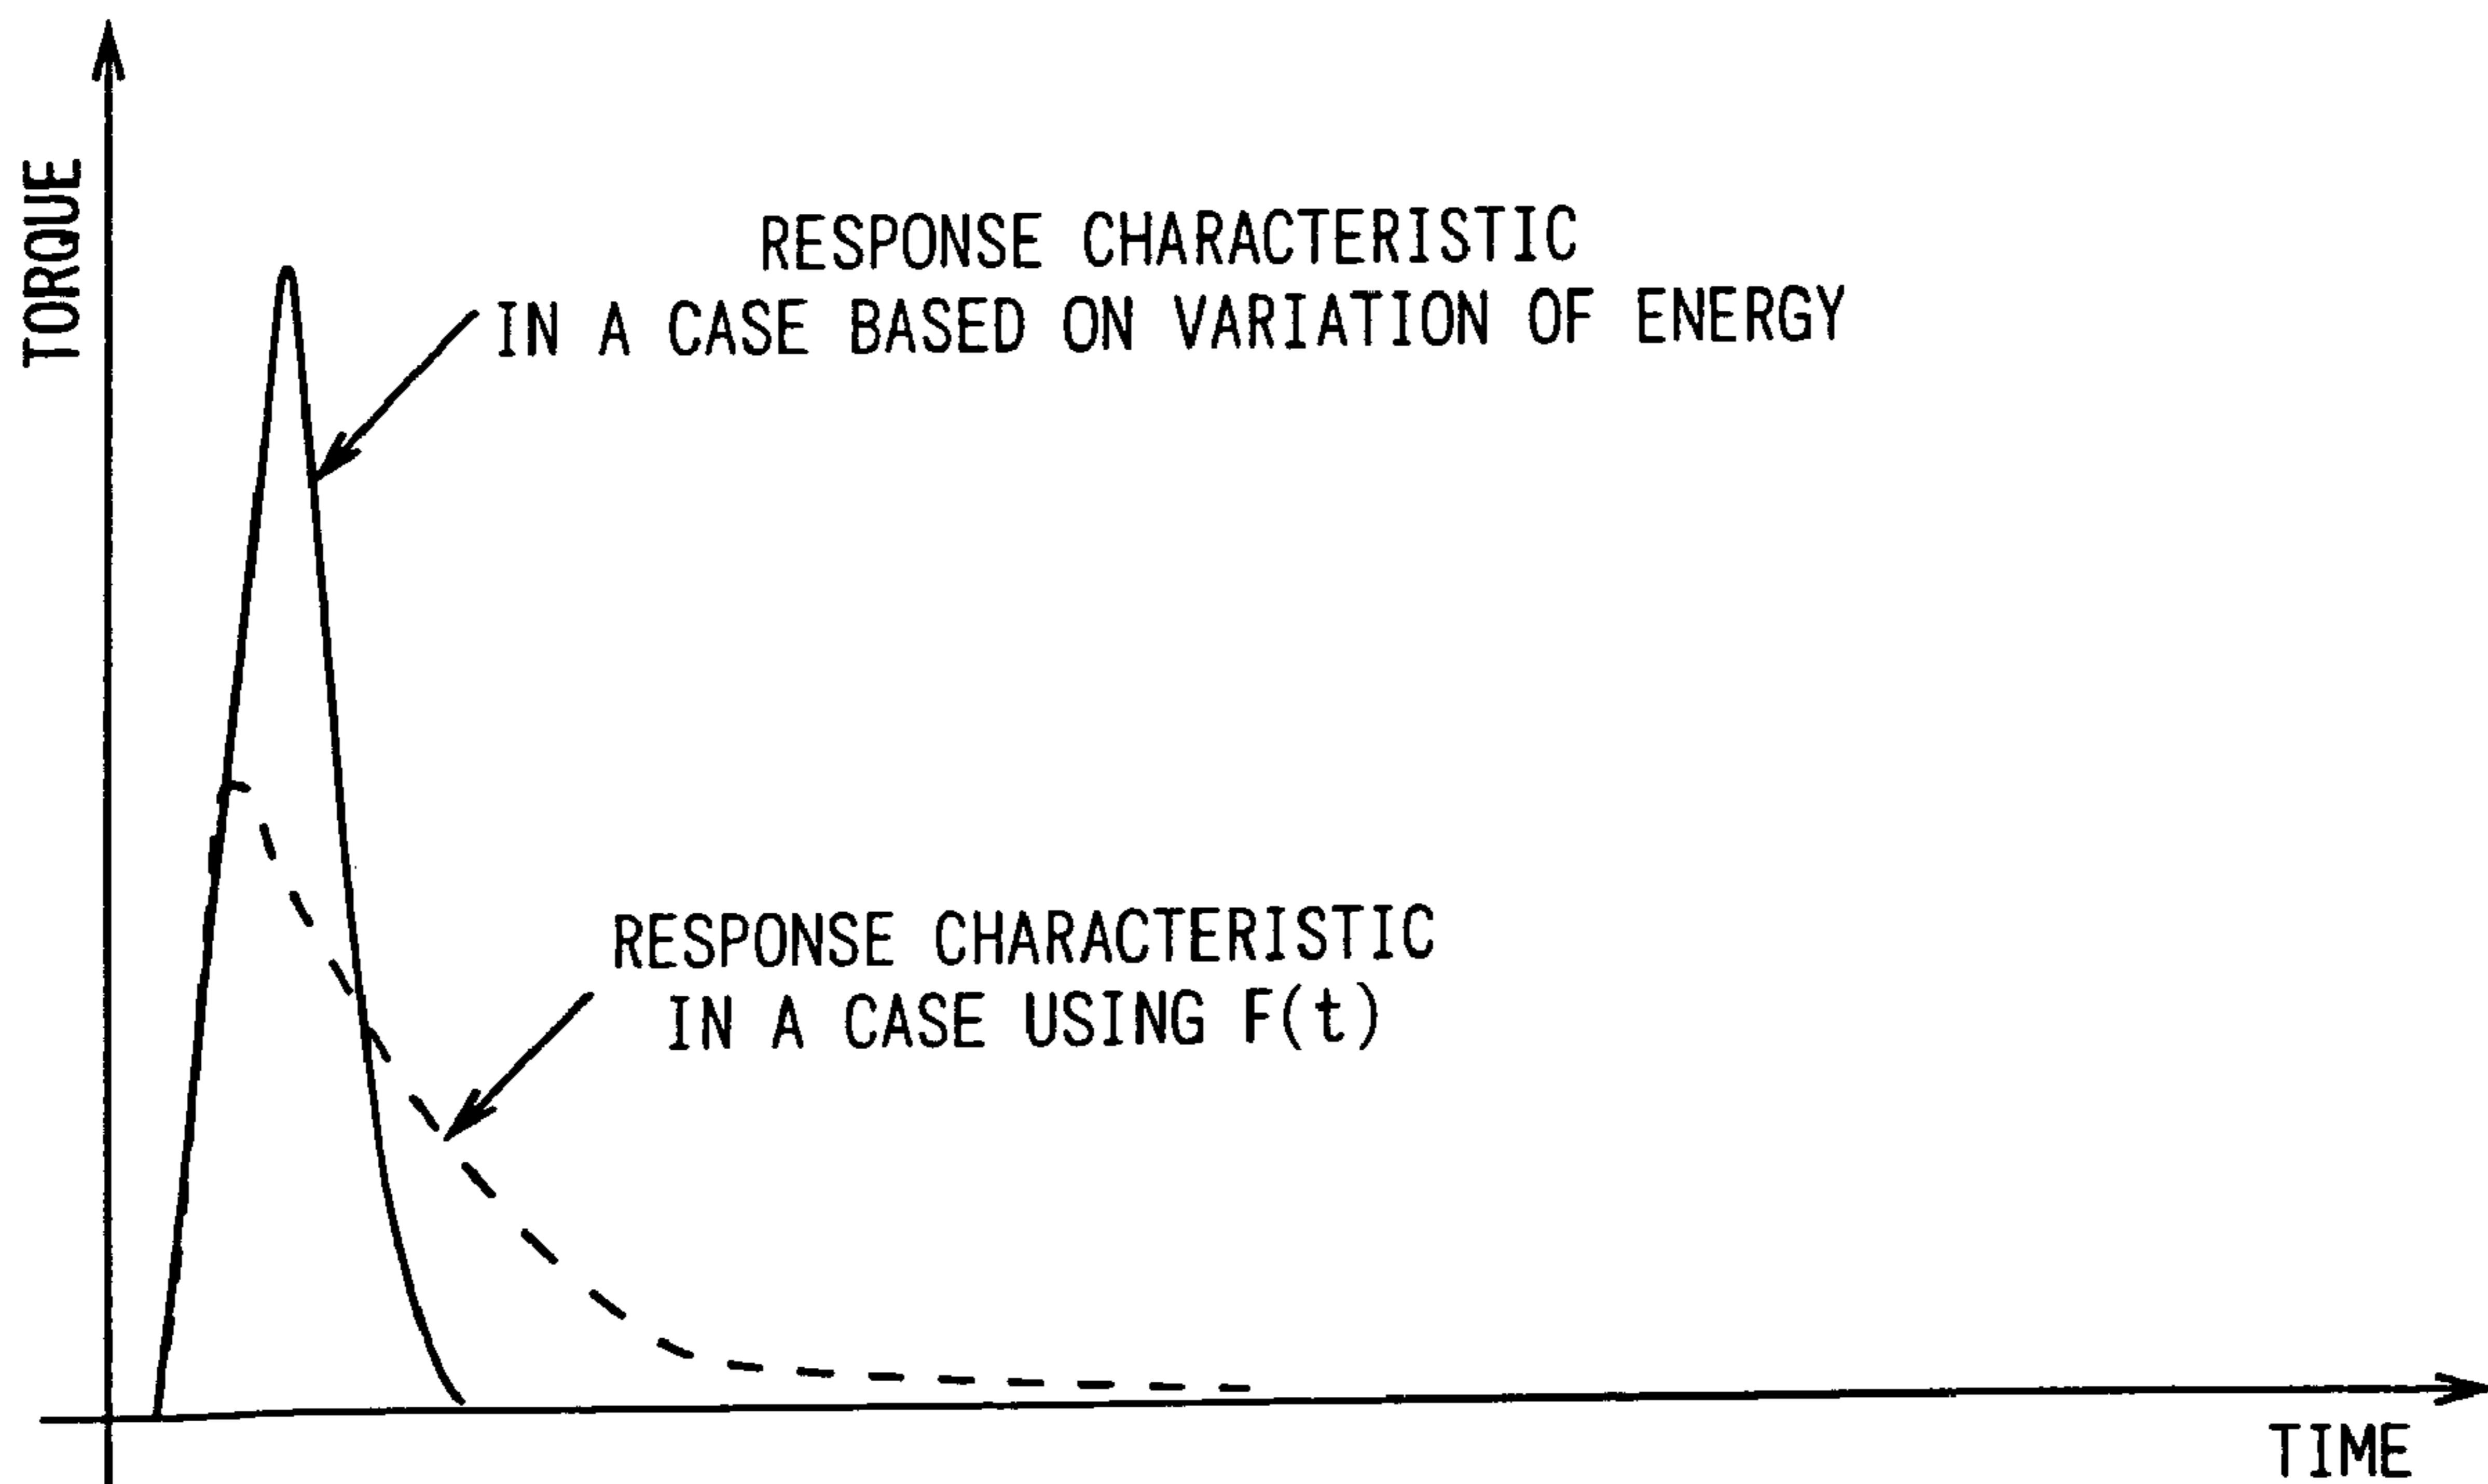 TORQUE
RESPONSE CHARACTERISTIC
IN A CASE BASED ON VARIATION OF ENERGY
RESPONSE CHARACTERISTIC
IN A CASE USING F(t)
TIME